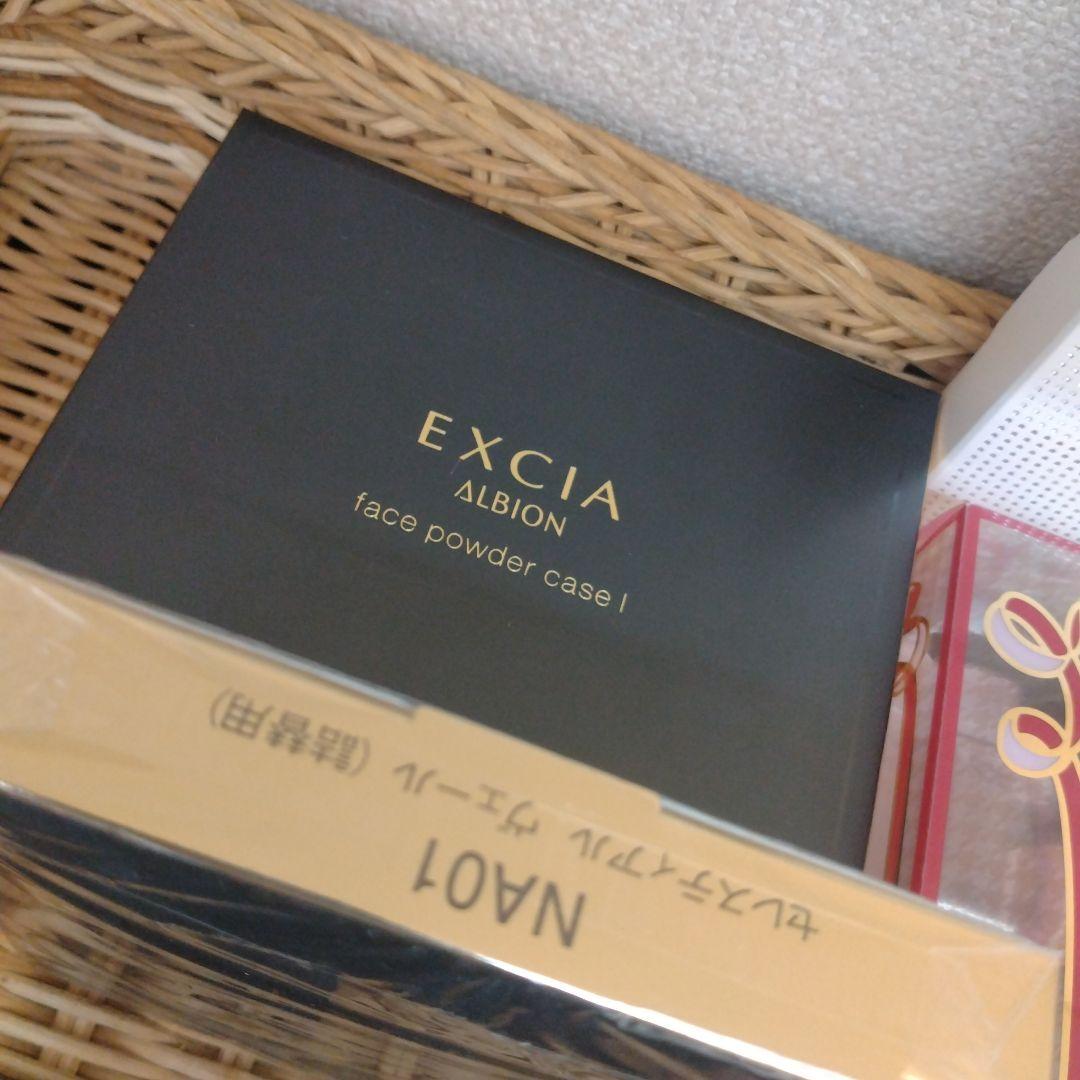 EXCIA
ALBION
face powder case I
セレスティアル ヴェール (詰替用)
NA01